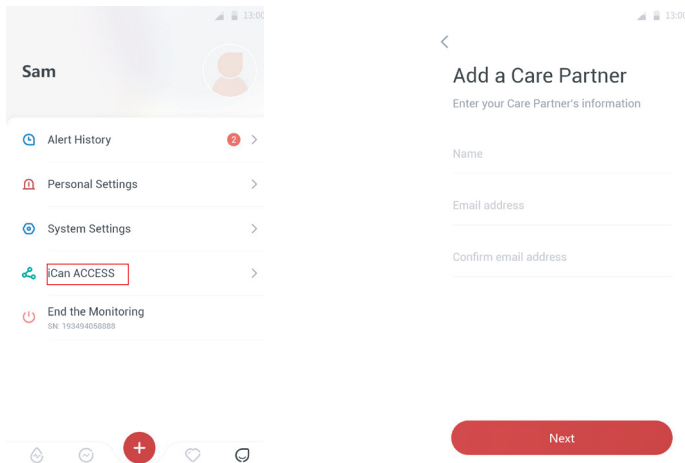 13:00
Sam
Alert History
2
Personal Settings
System Settings
iCan ACCESS
End the Monitoring
SN: 193494058888
13:00
Add a Care Partner
Enter your Care Partner's information
Name
Email address
Confirm email address
Next